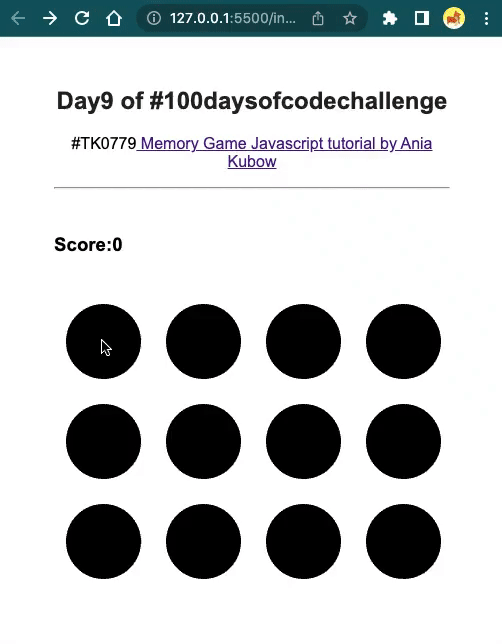 127.0.0.1:5500/in...
Day9 of #100daysofcodechallenge
#TK0779 Memory Game Javascript tutorial by Ania
Kubow
Score:0